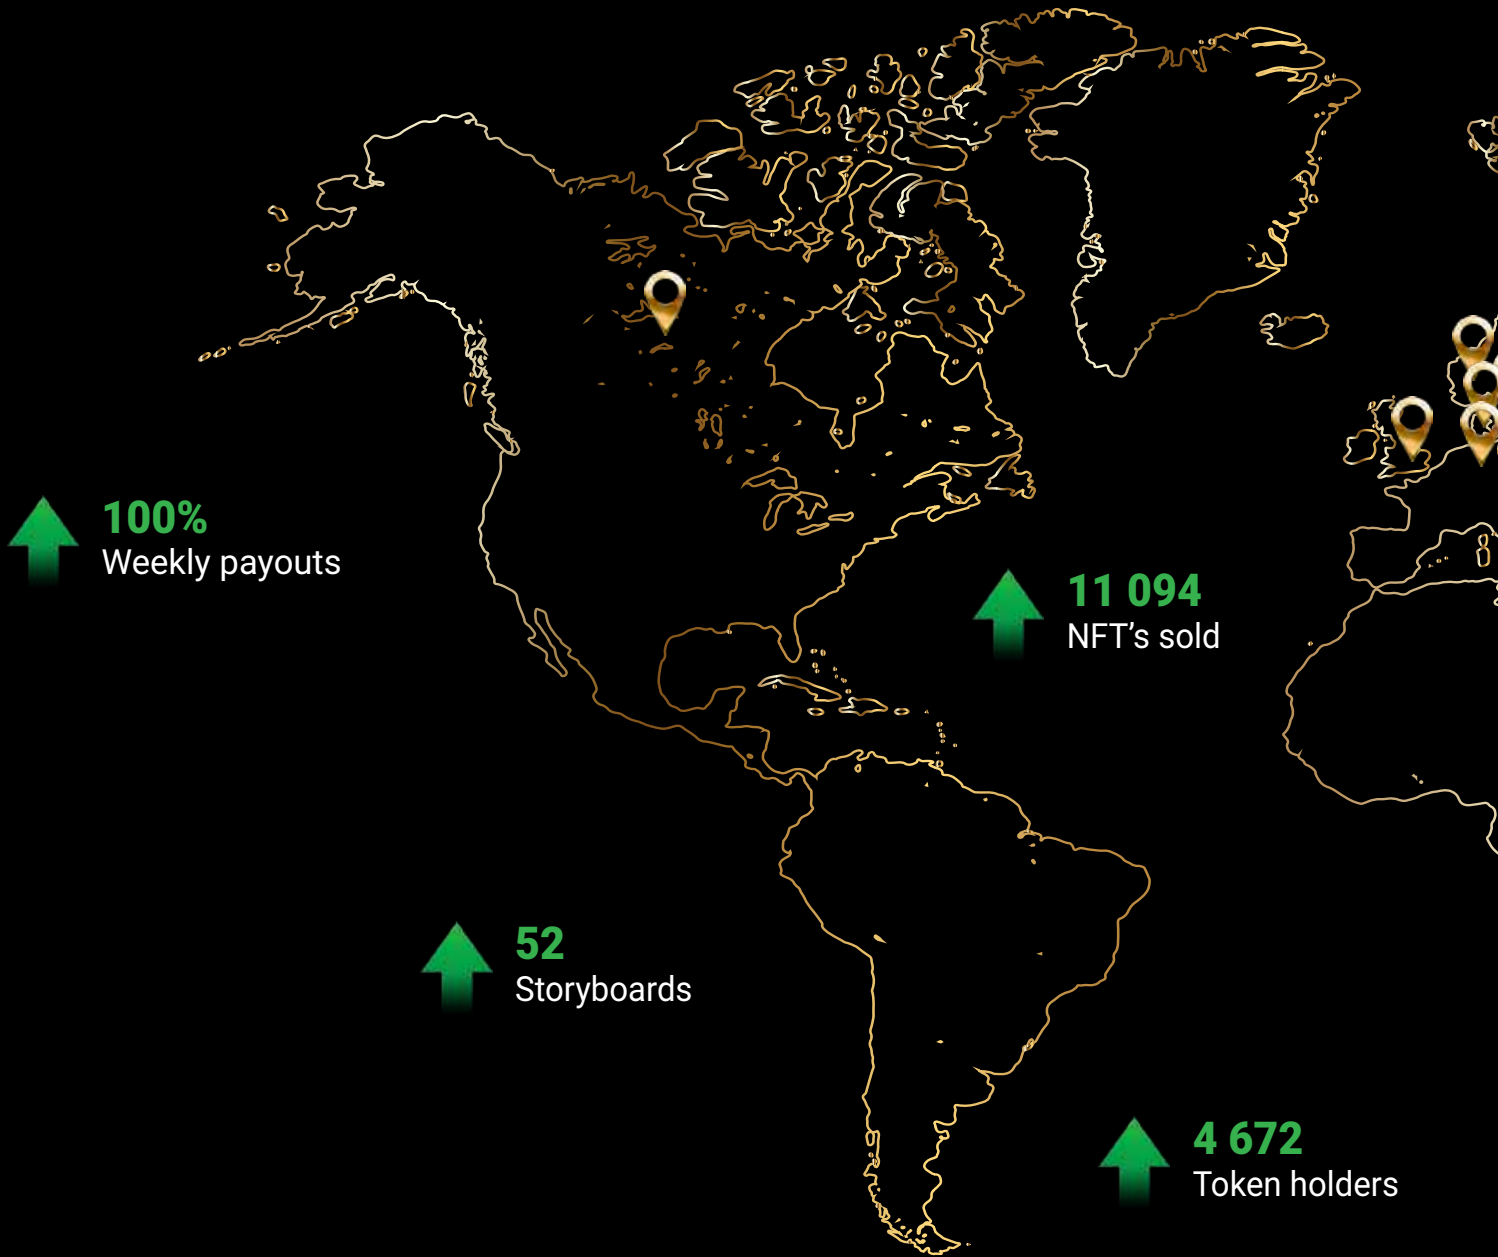 100%
Weekly payouts
11 094
NFT’s sold
52
Storyboards
4 672
Token holders